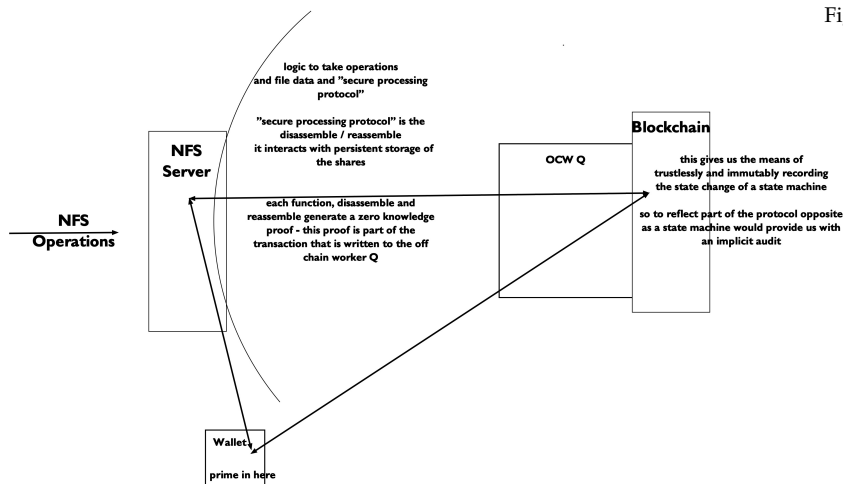 Fi
logic to take operations
and file data and ”secure processing
protocol”
”secure processing protocol” is the
disassemble / reassemble
it interacts with persistent storage of
the shares
each function, disassemble and
reassemble generate a zero knowledge
proof - this proof is part of the
transaction that is written to the off
chain worker Q
NFS
Server
NFS
Operations
OCW Q
Blockchain
this gives us the means of
trustlessly and immutably recording
the state change of a state machine
so to reflect part of the protocol opposite
as a state machine would provide us with
an implicit audit
Wallet
prime in here